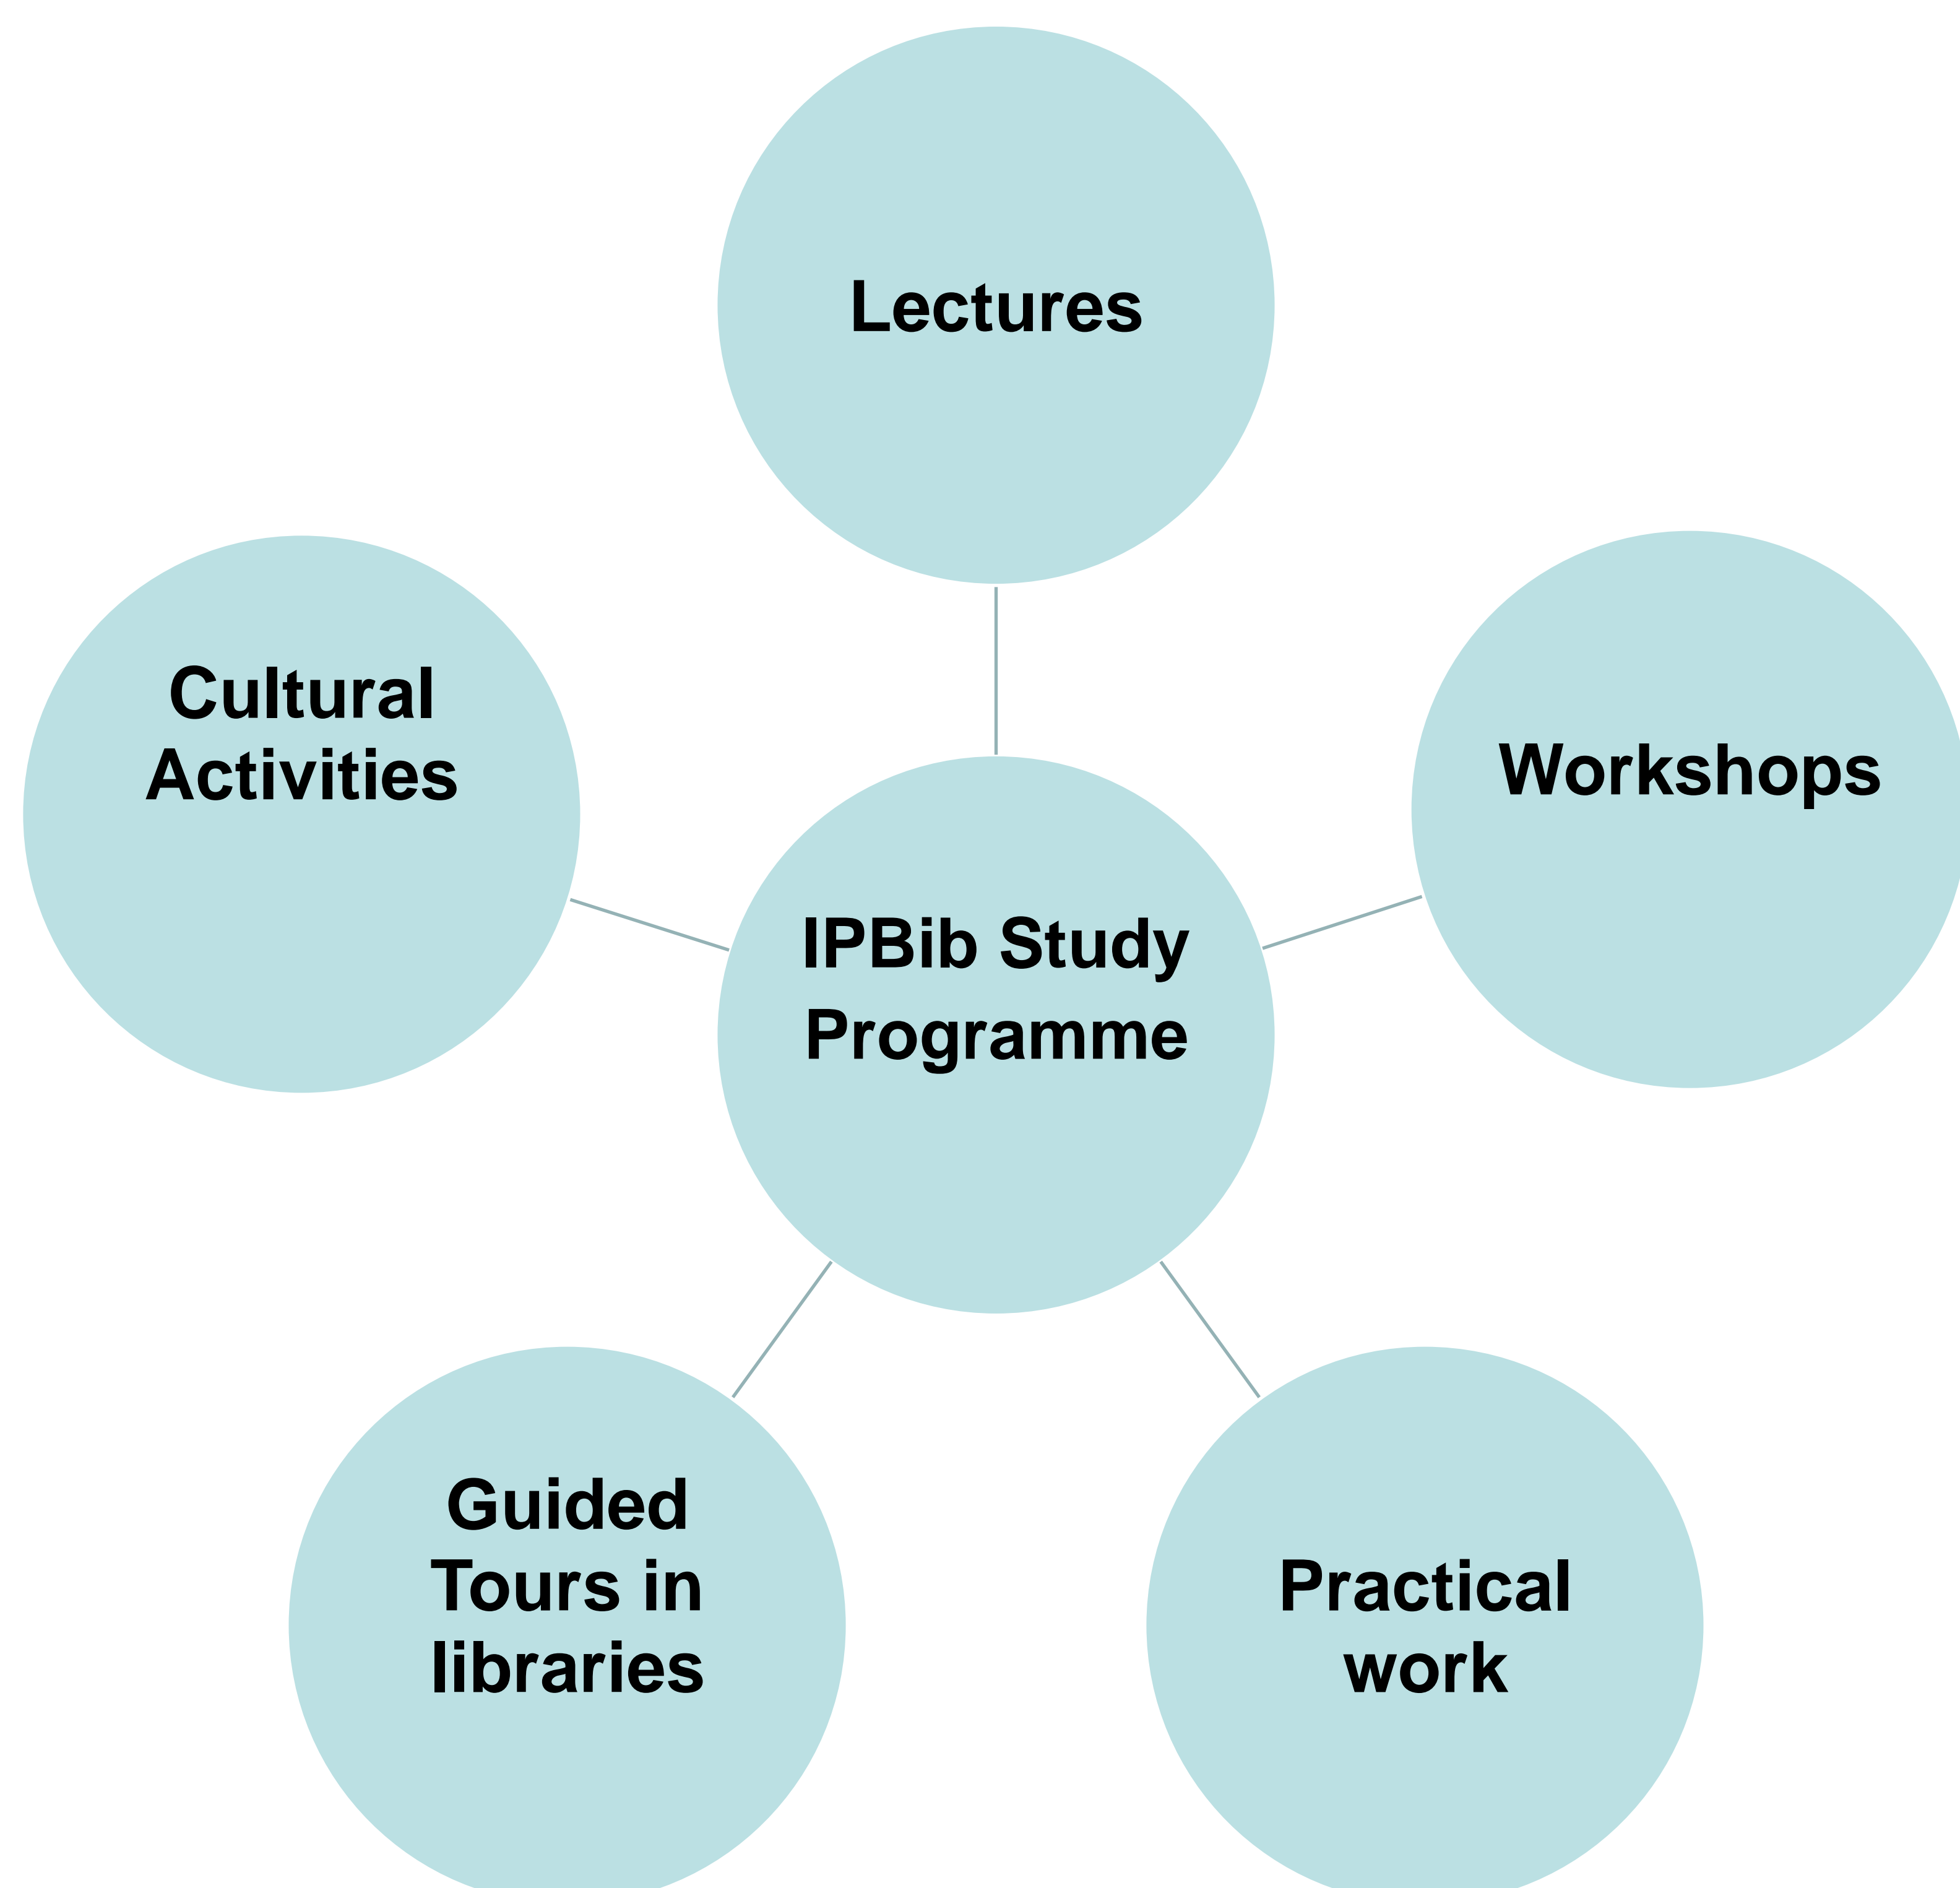 Lectures
Cultural
Activities
Workshops
IPBib Study
Programme
Guided
Tours in
libraries
Practical
work